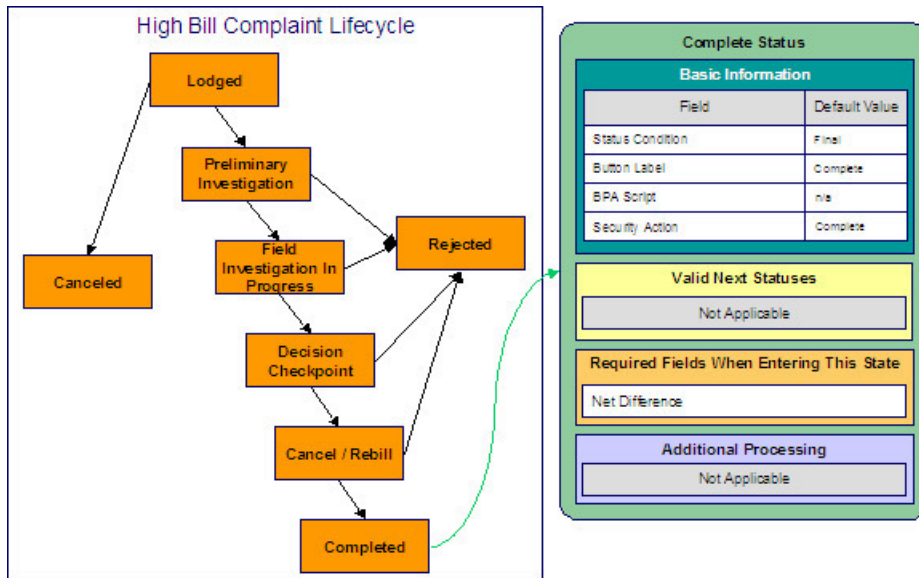 High Bill Complaint Lifecycle
Lodged
Preliminary
Investigation
Field
Investigation In
Progress
Rejected
Canceled
Decision
Checkpoint
Cancel / Rebill
Completed
Complete Status
Basic Information
Field Default Value
Status Condition Final
Button Label Complete
BPA Script n/a
Security Action Complete
Valid Next Statuses
Not Applicable
Required Fields When Entering This State
Net Difference
Additional Processing
Not Applicable